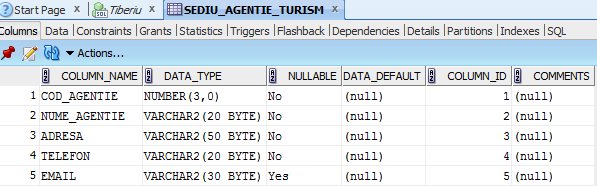 Start Page x SQL Tiberiu x SEDIU_AGENTIE_TURISM x
Columns Data Constraints Grants Statistics Triggers Flashback Dependencies Details Partitions Indexes SQL
Actions...
COLUMN_NAME DATA_TYPE NULLABLE DATA_DEFAULT COLUMN_ID COMMENTS
1 COD_AGENTIE NUMBER(3,0) No (null) 1 (null)
2 NUME_AGENTIE VARCHAR2(20 BYTE) No (null) 2 (null)
3 ADRESA VARCHAR2(50 BYTE) No (null) 3 (null)
4 TELEFON VARCHAR2(20 BYTE) No (null) 4 (null)
5 EMAIL VARCHAR2(30 BYTE) Yes (null) 5 (null)